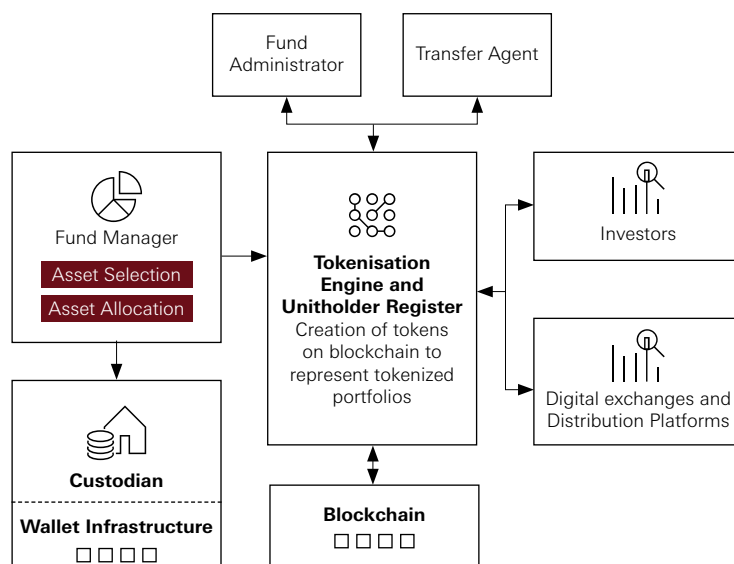 Fund
Administrator
Transfer Agent
Fund Manager
Asset Selection
Asset Allocation
Tokenisation
Engine and
Unitholder Register
Creation of tokens
on blockchain to
represent tokenized
portfolios
Investors
Digital exchanges and
Distribution Platforms
Custodian
Wallet Infrastructure
Blockchain